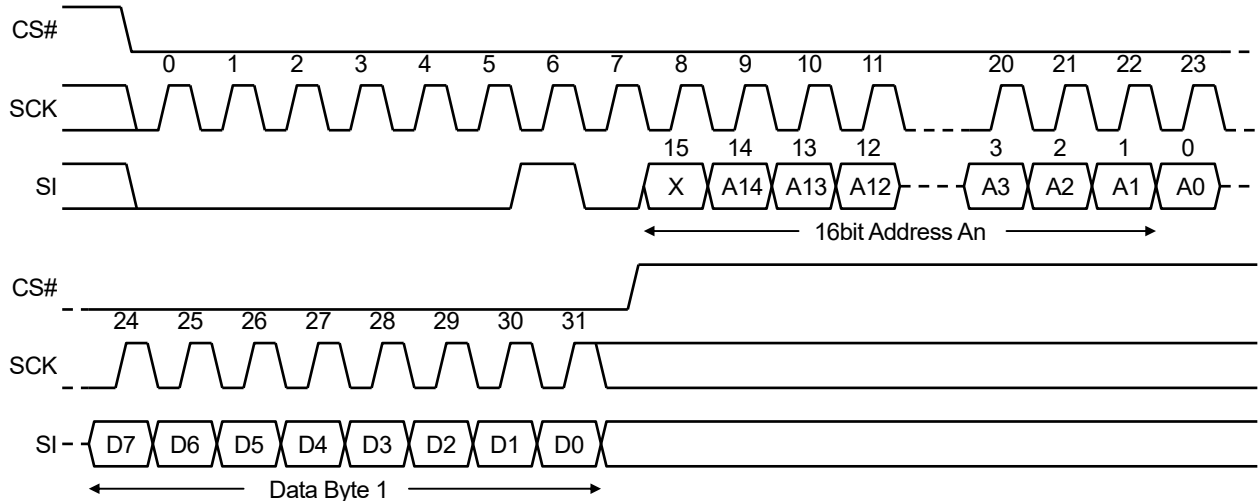 CS#
0 1 2 3 4 5 6 7 8 9 10 11 20 21 22 23
SCK
15 14 13 12 3 2 1 0
SI X A14 A13 A12 A3 A2 A1 A0
16bit Address An
CS#
24 25 26 27 28 29 30 31
SCK
SI D7 D6 D5 D4 D3 D2 D1 D0
Data Byte 1